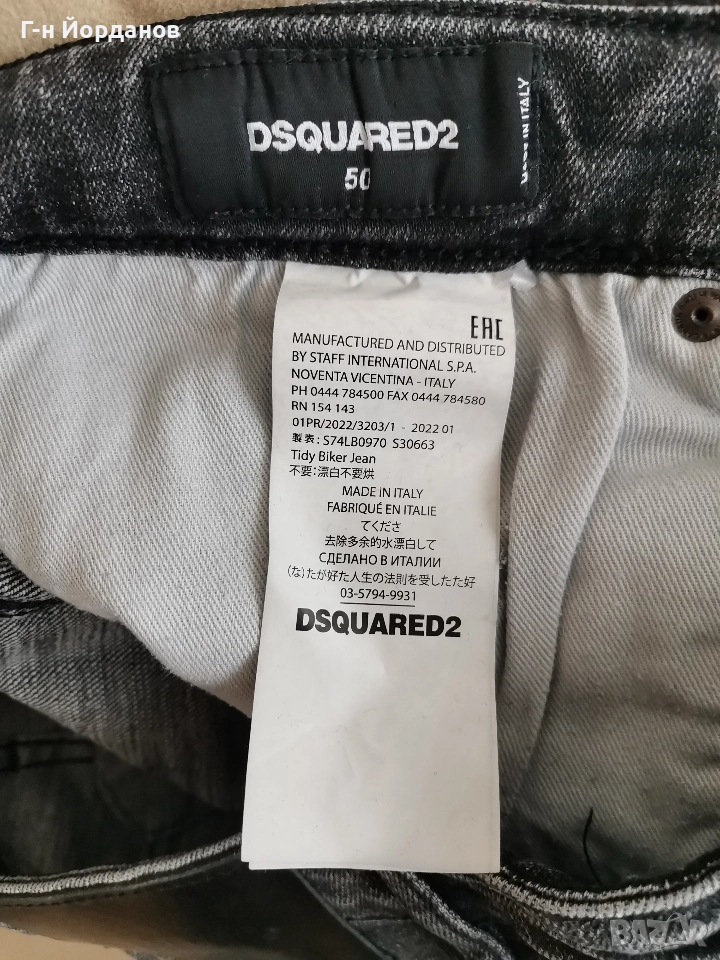 Г-н Йорданов
DSQUARED2
50
MADE IN ITALY
EAC
MANUFACTURED AND DISTRIBUTED
BY STAFF INTERNATIONAL S.P.A.
NOVENTA VICENTINA - ITALY
PH 0444 784500 FAX 0444 784580
RN 154 143
01PR/2022/3203/1 - 2022 01
製表: S74LB0970 S30663
Tidy Biker Jean
不要:漂白不要烘
MADE IN ITALY
FABRIQUÉ EN ITALIE
てくださ
去除多余的水漂白して
СДЕЛАНО В ИТАЛИИ
(な)たが好た人生の法則を受したた好
03-5794-9931
DSQUARED2
BAZAR